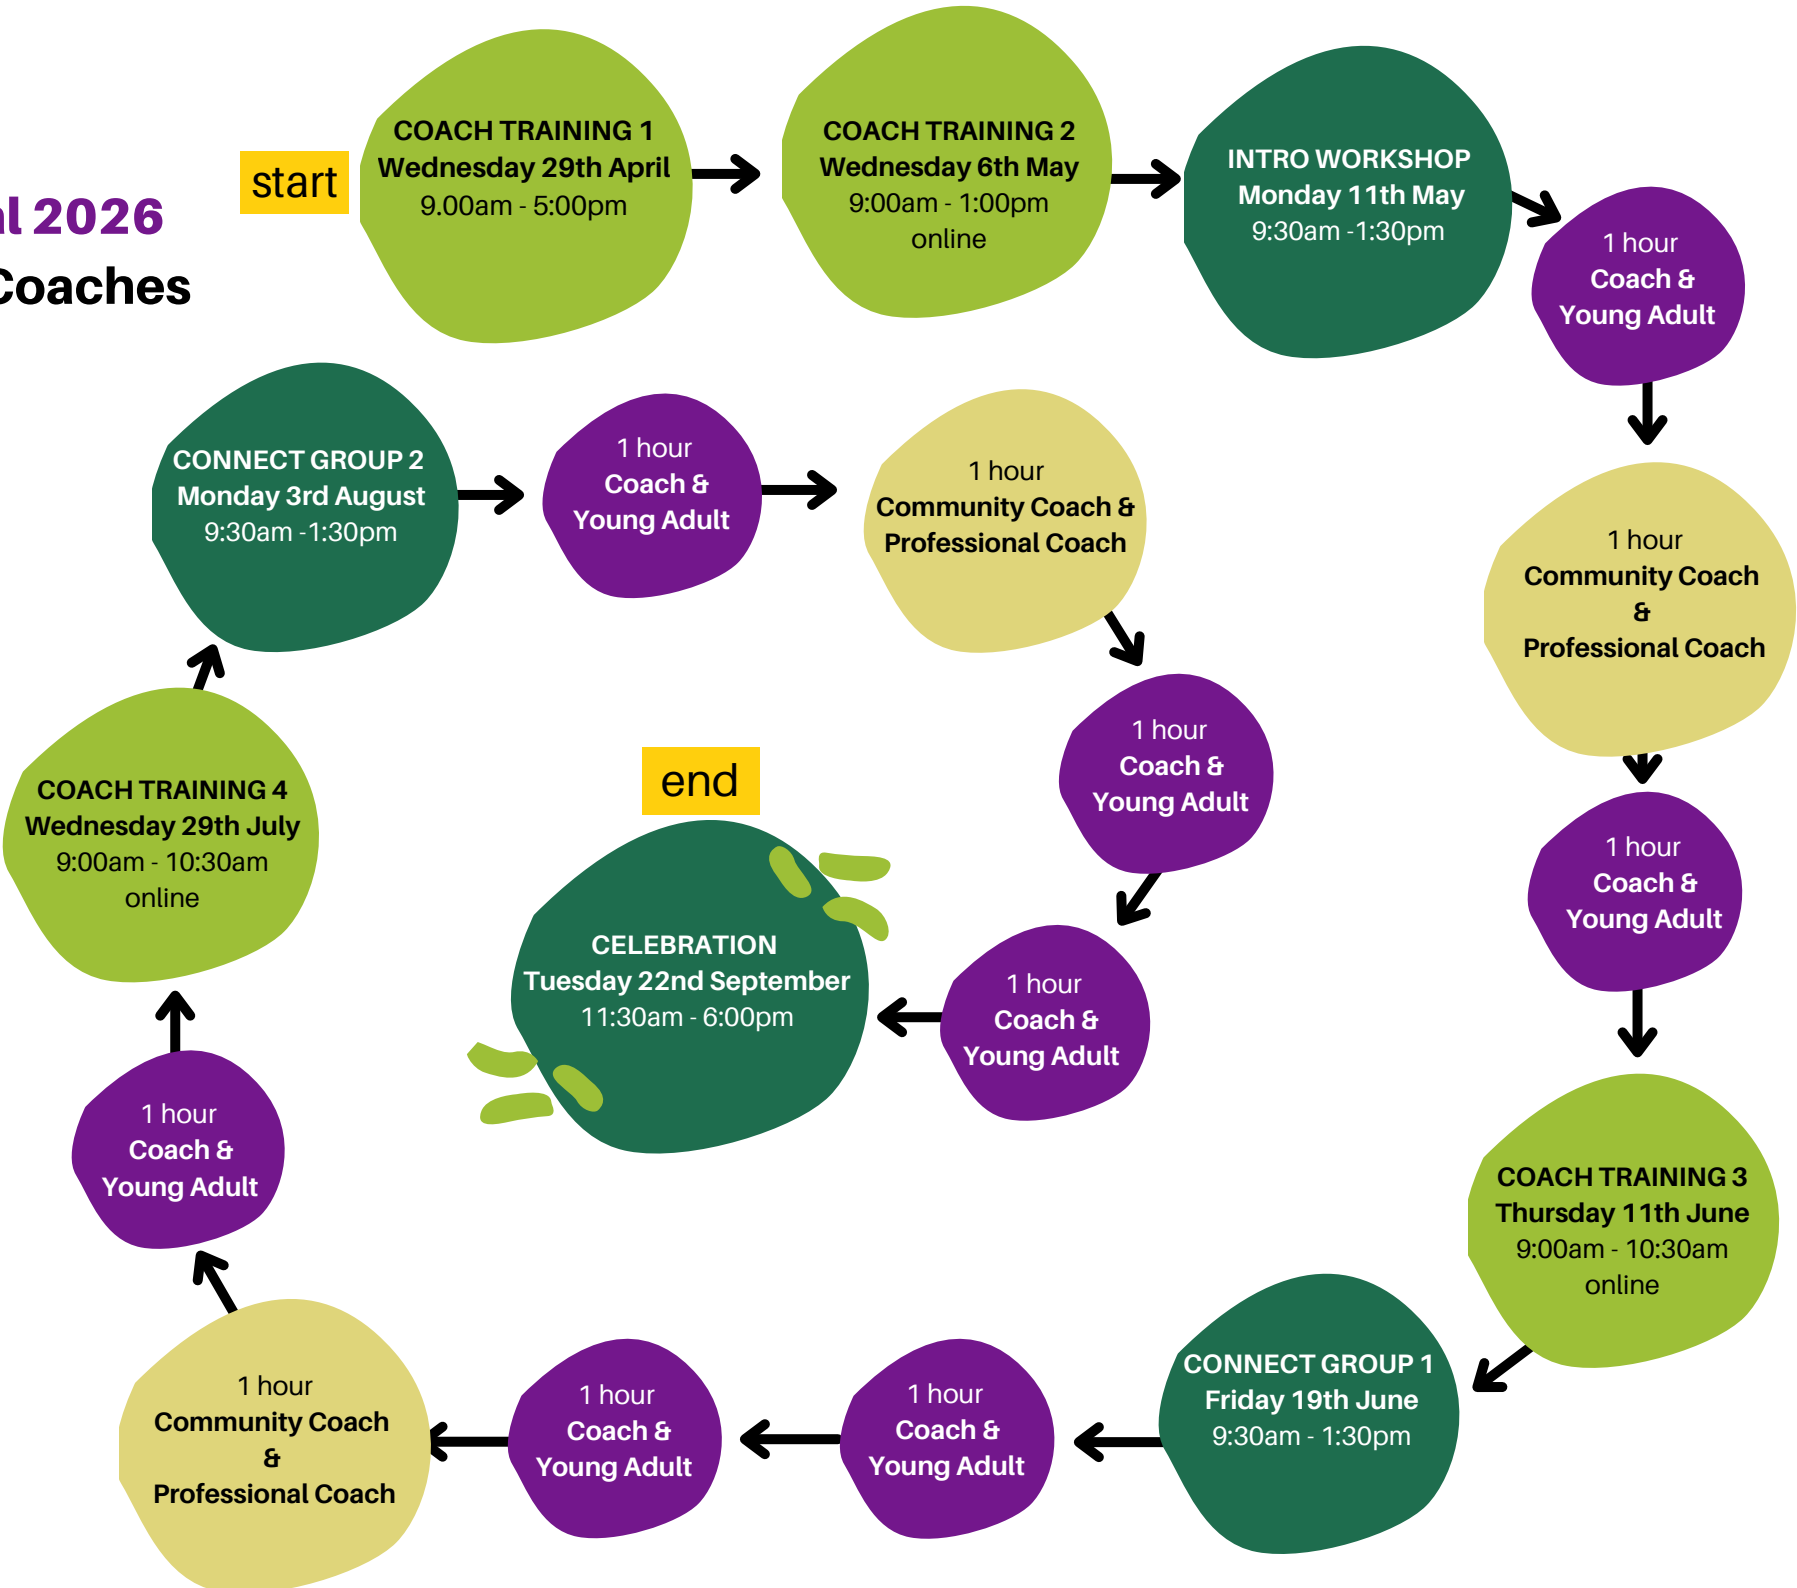 2026
Coaches
start
COACH TRAINING 1
Wednesday 29th April
9.00am - 5:00pm
COACH TRAINING 2
Wednesday 6th May
9:00am - 1:00pm
online
INTRO WORKSHOP
Monday 11th May
9:30am -1:30pm
1 hour
Coach &
Young Adult
1 hour
Community Coach
&
Professional Coach
1 hour
Coach &
Young Adult
COACH TRAINING 3
Thursday 11th June
9:00am - 10:30am
online
CONNECT GROUP 1
Friday 19th June
9:30am - 1:30pm
1 hour
Coach &
Young Adult
1 hour
Coach &
Young Adult
1 hour
Community Coach
&
Professional Coach
1 hour
Coach &
Young Adult
COACH TRAINING 4
Wednesday 29th July
9:00am - 10:30am
online
CONNECT GROUP 2
Monday 3rd August
9:30am -1:30pm
1 hour
Coach &
Young Adult
1 hour
Community Coach &
Professional Coach
1 hour
Coach &
Young Adult
1 hour
Coach &
Young Adult
end
CELEBRATION
Tuesday 22nd September
11:30am - 6:00pm